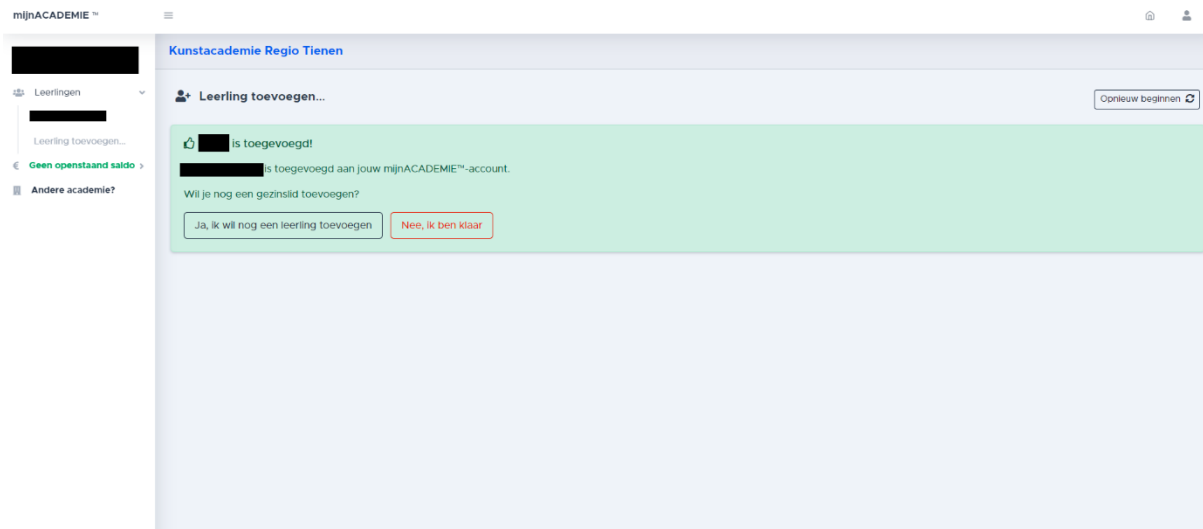 mijnACADEMIE ™
Kunstacademie Regio Tienen
Leerlingen
Leerling toevoegen...
€ Geen openstaand saldo
Andere academie?
Leerling toevoegen...
Opnieuw beginnen
is toegevoegd!
is toegevoegd aan jouw mijnACADEMIE™-account.
Wil je nog een gezinslid toevoegen?
Ja, ik wil nog een leerling toevoegen
Nee, ik ben klaar